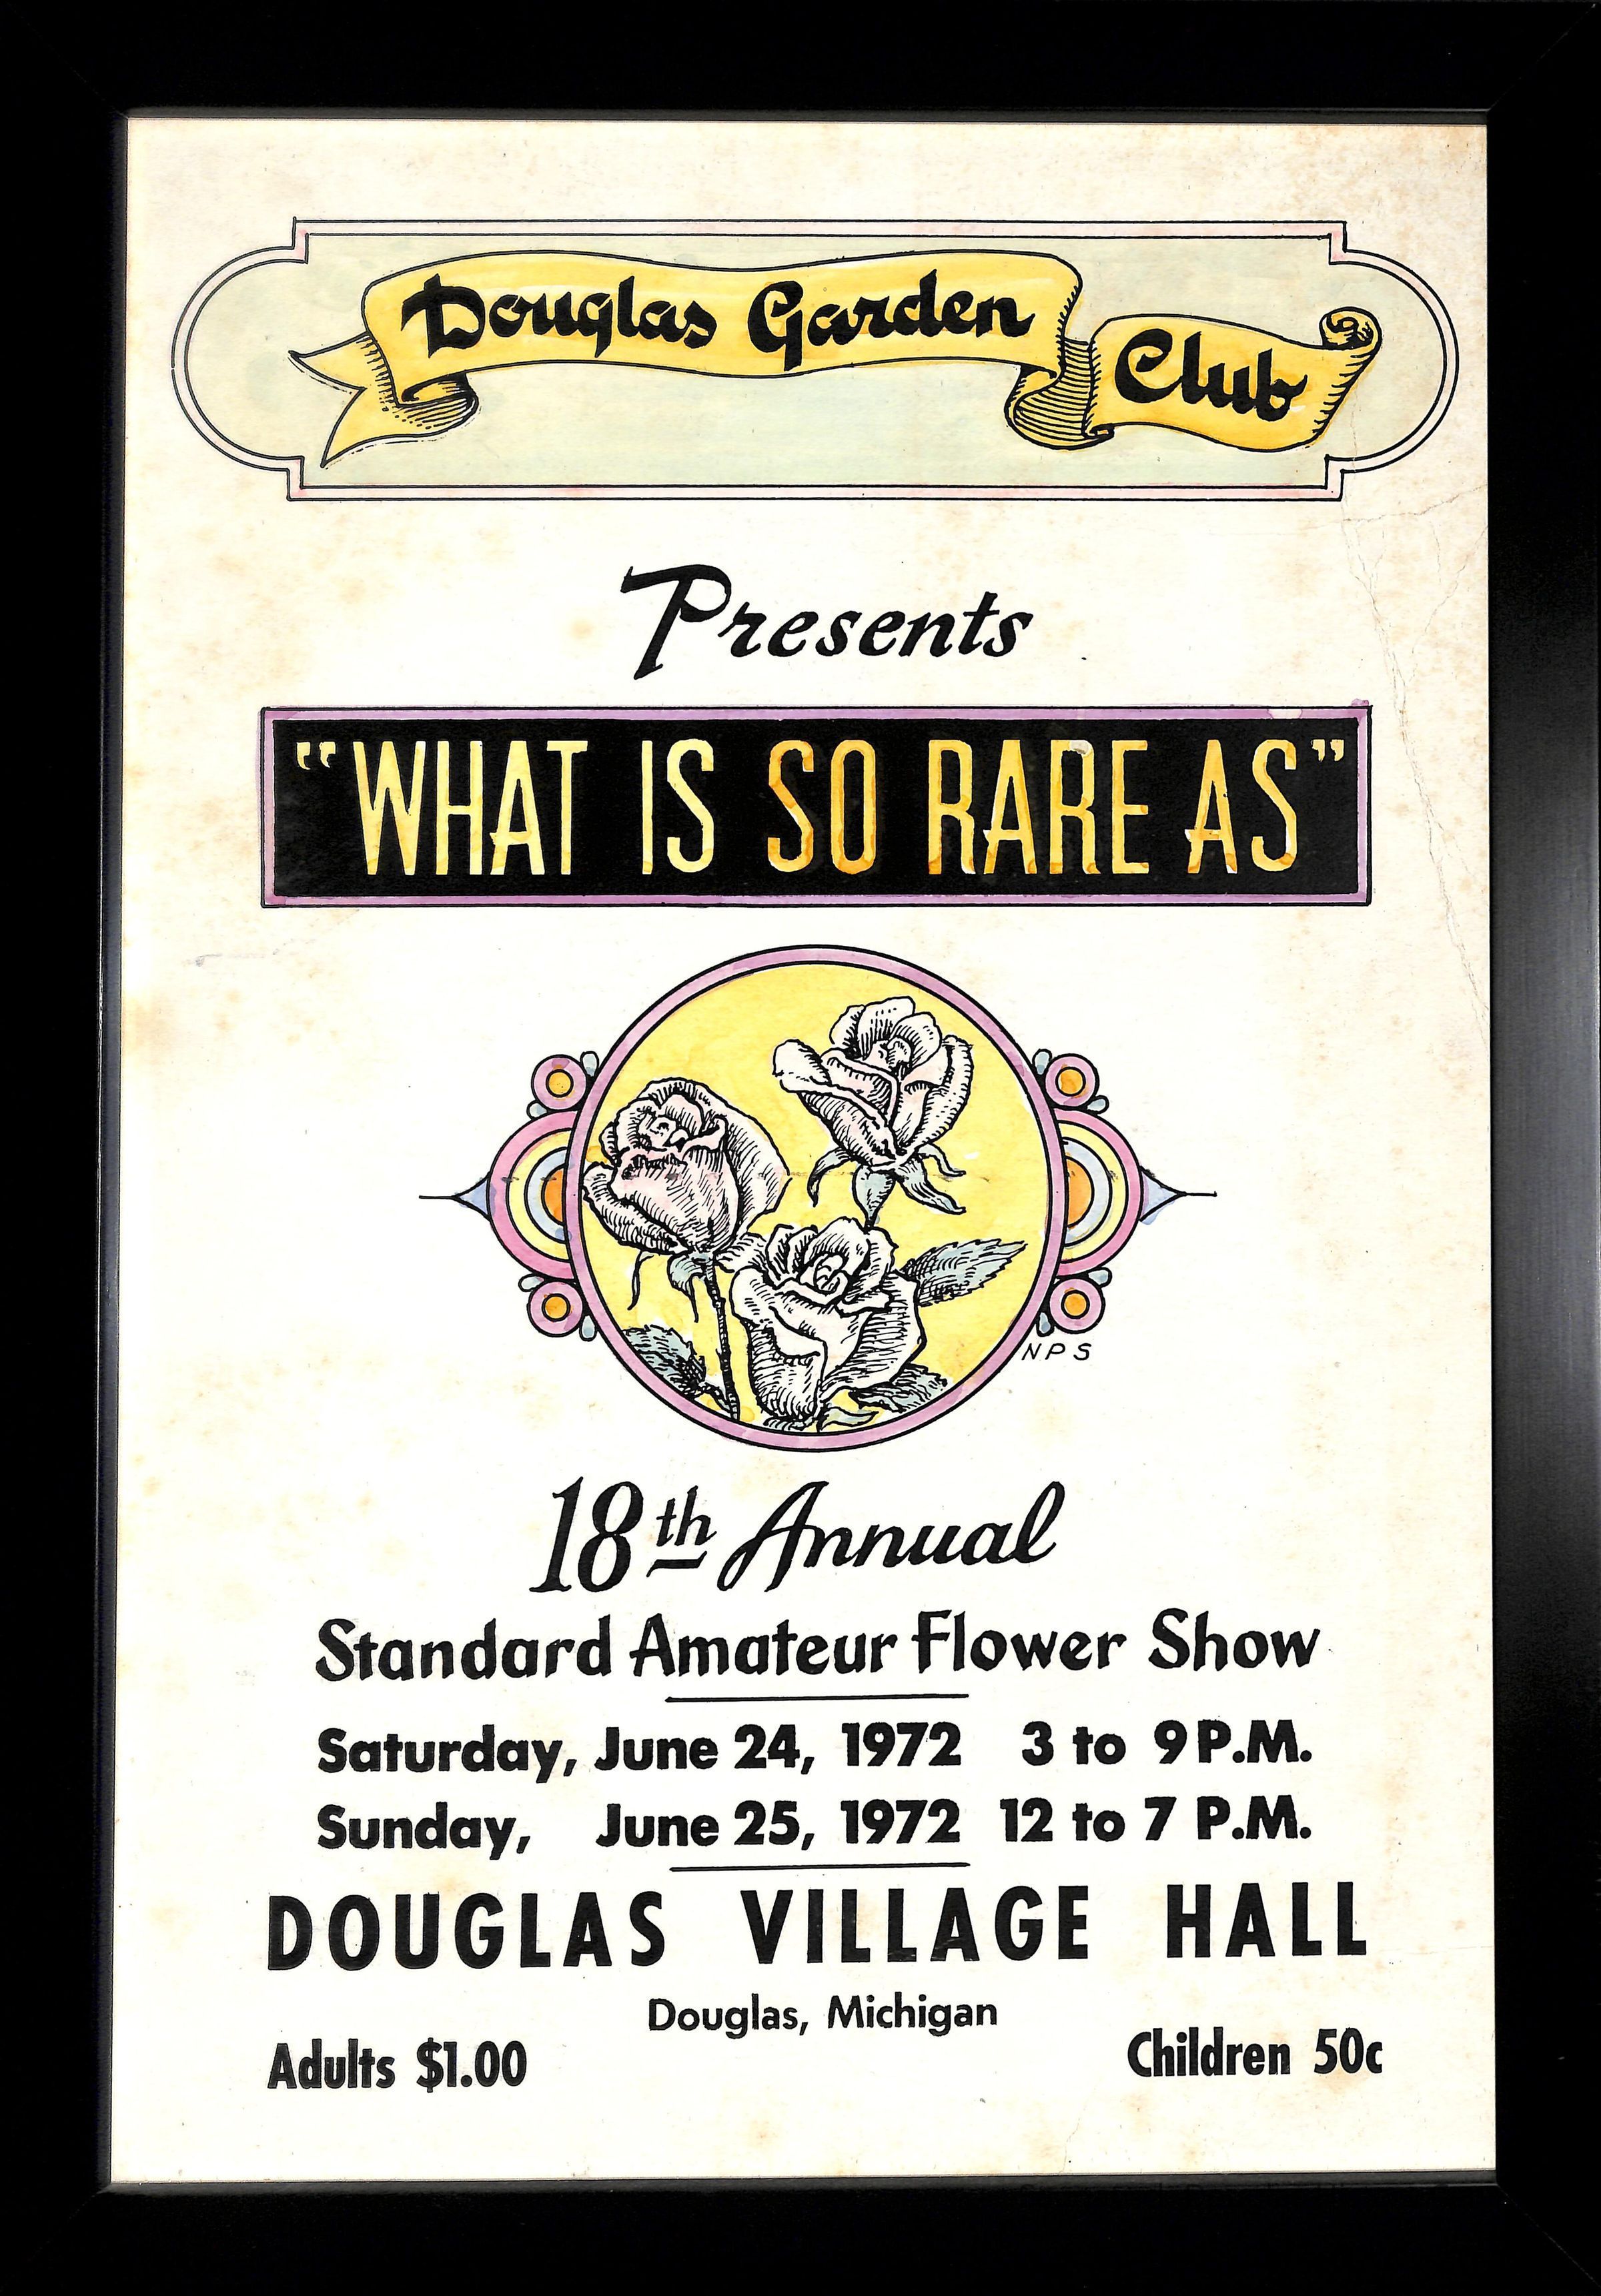 Douglas Garden Club
Presents
"WHAT IS SO RARE AS"
NPS
18th Annual
Standard Amateur Flower Show
Saturday, June 24, 1972 3 to 9 P.M.
Sunday, June 25, 1972 12 to 7 P.M.
DOUGLAS VILLAGE HALL
Douglas, Michigan
Adults $1.00 Children 50c